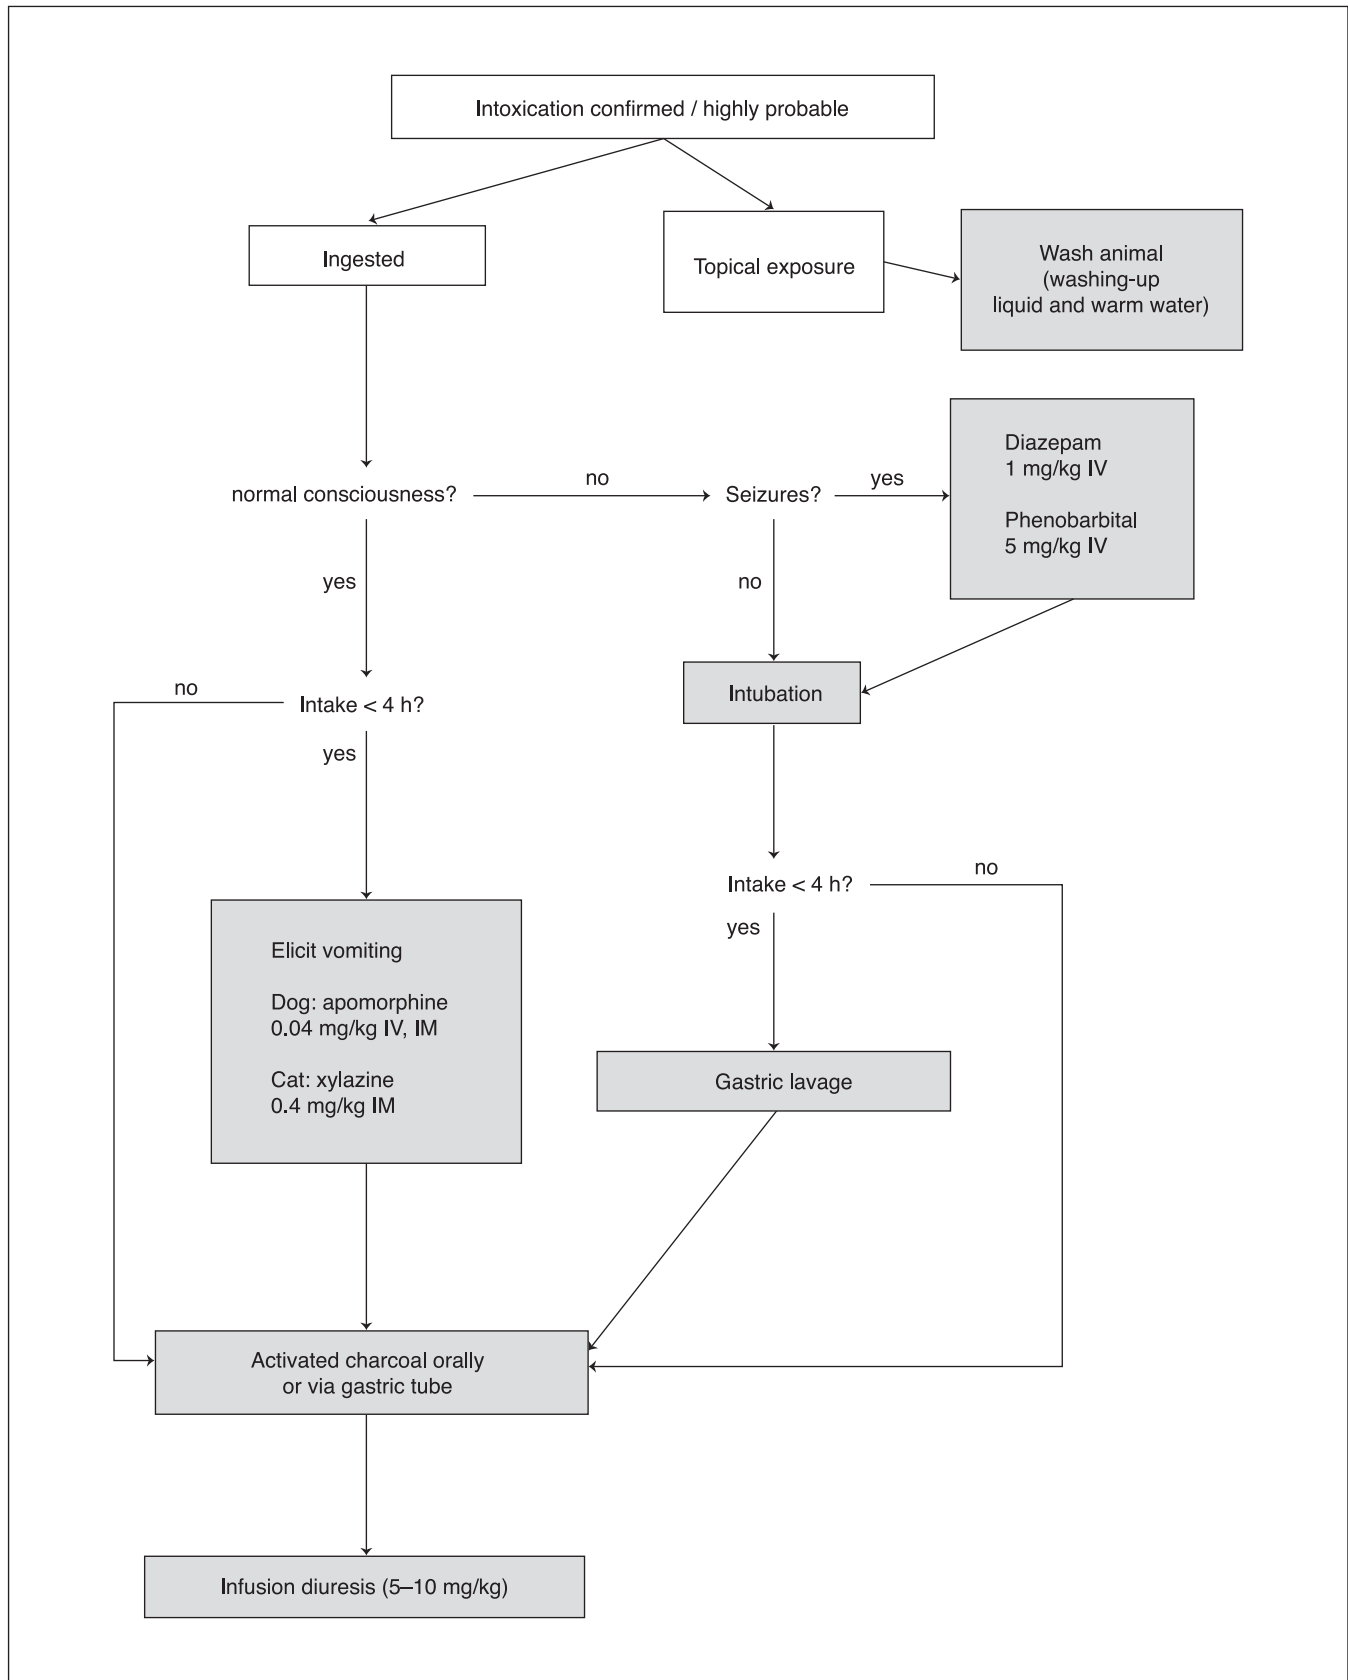 Intoxication confirmed / highly probable
Ingested
Topical exposure
Wash animal
(washing-up
liquid and warm water)
Diazepam
1 mg/kg IV
Phenobarbital
5 mg/kg IV
normal consciousness?
no
Seizures?
yes
yes
no
no
Intake < 4 h?
Intubation
yes
Intake < 4 h?
no
yes
Elicit vomiting
Dog: apomorphine
0.04 mg/kg IV, IM
Cat: xylazine
0.4 mg/kg IM
Gastric lavage
Activated charcoal orally
or via gastric tube
Infusion diuresis (5–10 mg/kg)